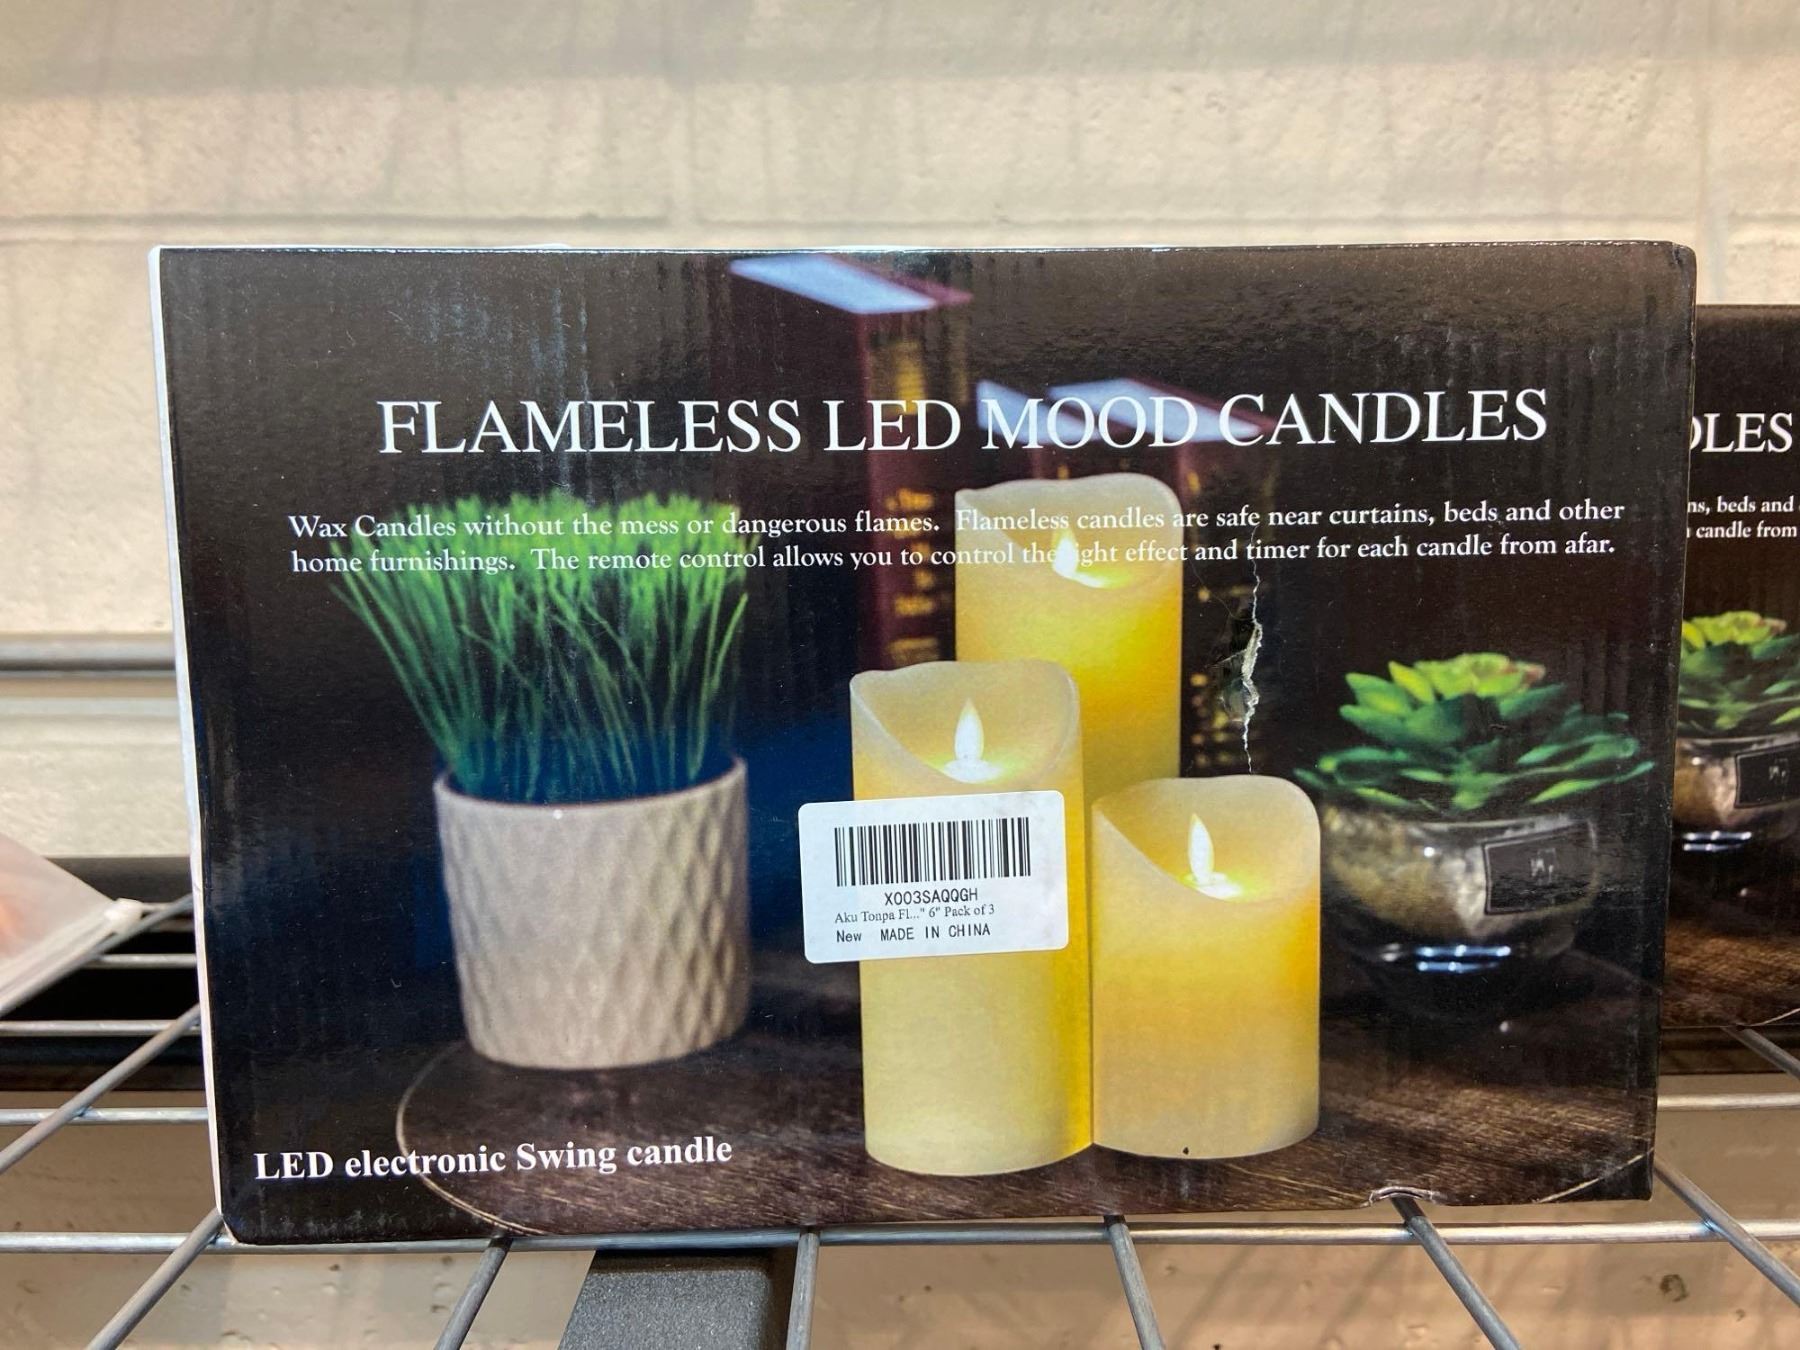 FLAMELESS LED MOOD CANDLES
Wax Candles without the mess or dangerous flames. Flameless candles are safe near curtains, beds and other
home furnishings. The remote control allows you to control the ight effect and timer for each candle from afar.
X003SAQQGH
Aku Tonpa Fl..." 6" Pack of 3
New MADE IN CHINA
LED electronic Swing candle
DLES
ns, beds and
candle from